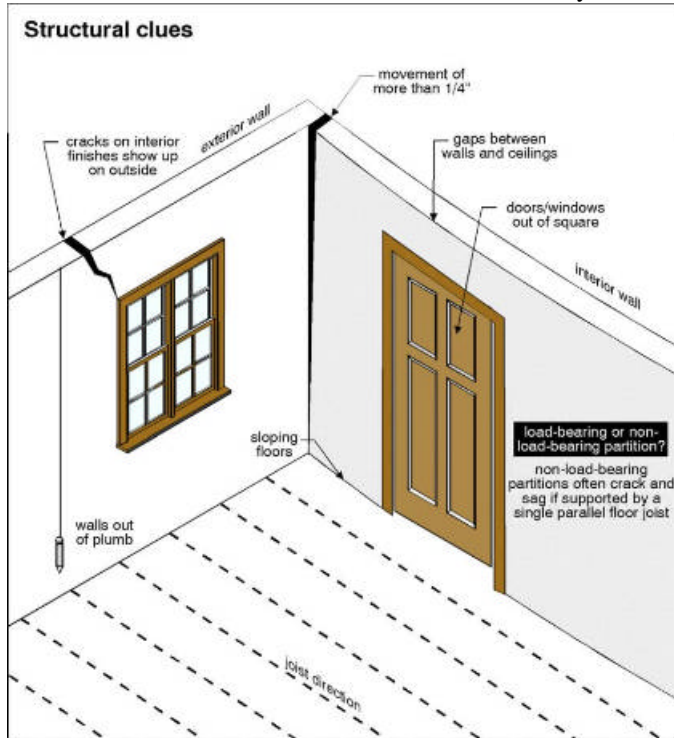 Structural clues
movement of
more than 1/4"
exterior wall
cracks on interior
finishes show up
on outside
gaps between
walls and ceilings
doors/windows
out of square
interior wall
sloping
floors
load-bearing or non-
load-bearing partition?
non-load-bearing
partitions often crack and
sag if supported by a
single parallel floor joist
walls out
of plumb
joist direction